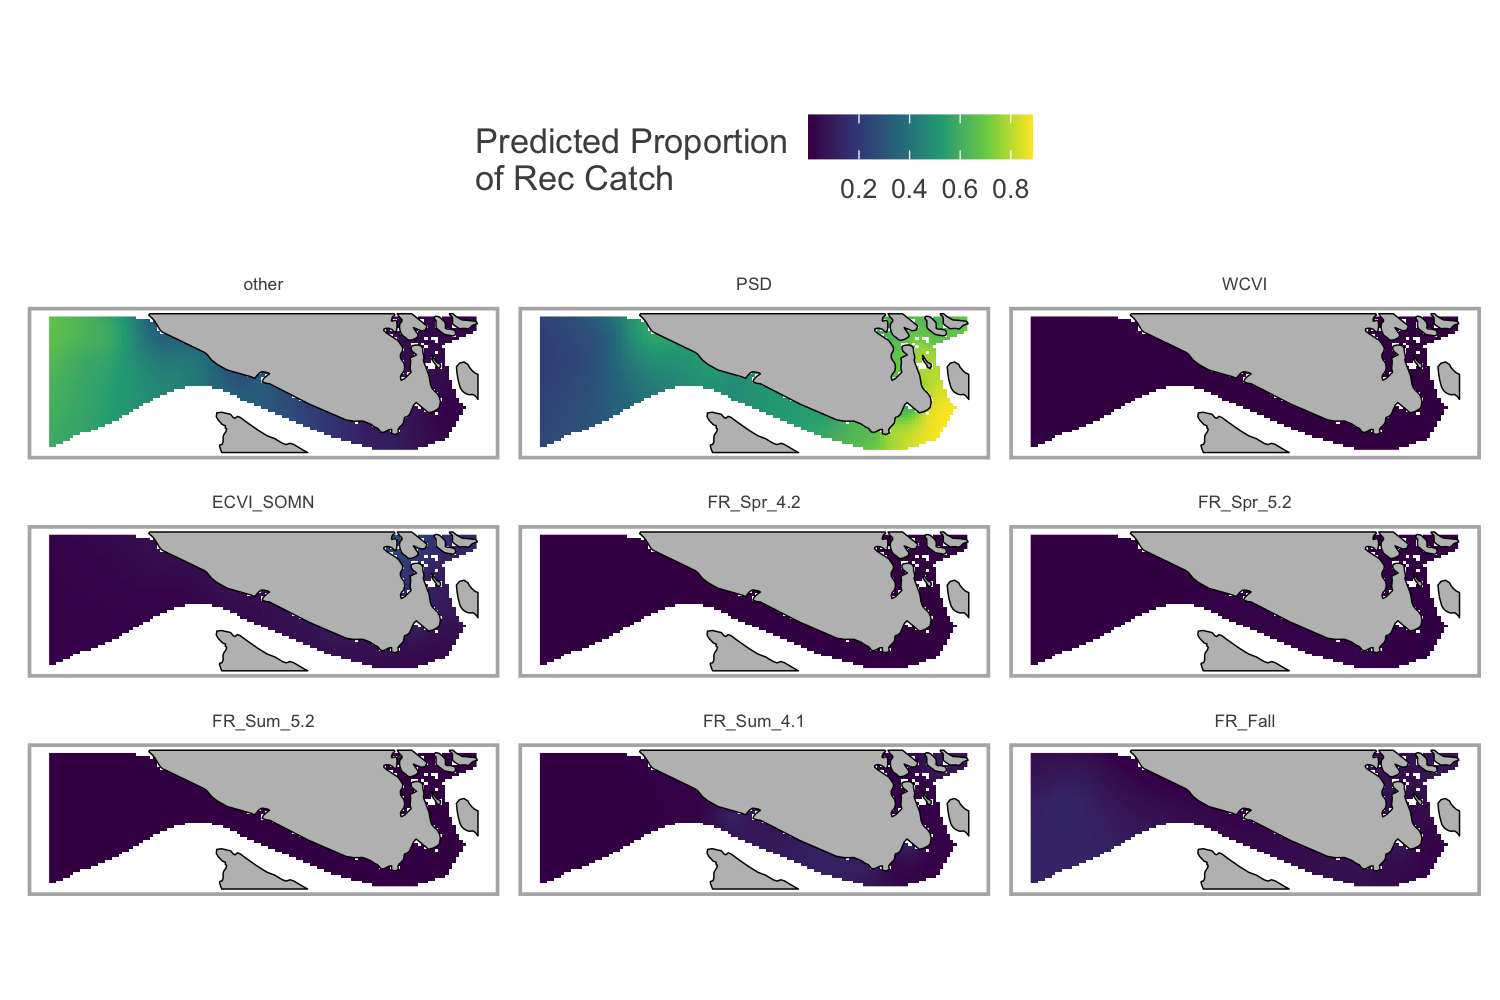 Predicted Proportion
of Rec Catch
0.2 0.4 0.6 0.8
other PSD WCVI
ECVI_SOMN FR_Spr_4.2 FR_Spr_5.2
FR_Sum_5.2 FR_Sum_4.1 FR_Fall